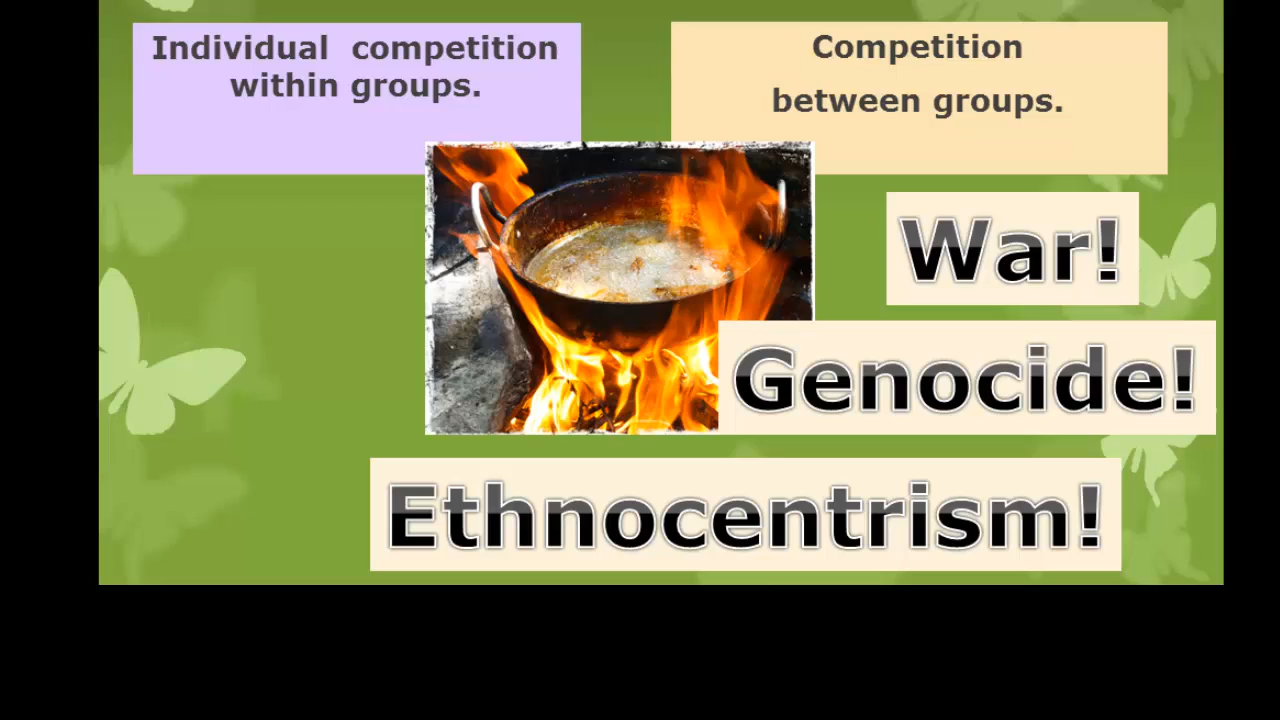 Individual  competition
within groups.
Competition
between groups.
War!
Genocide!
Ethnocentrism!